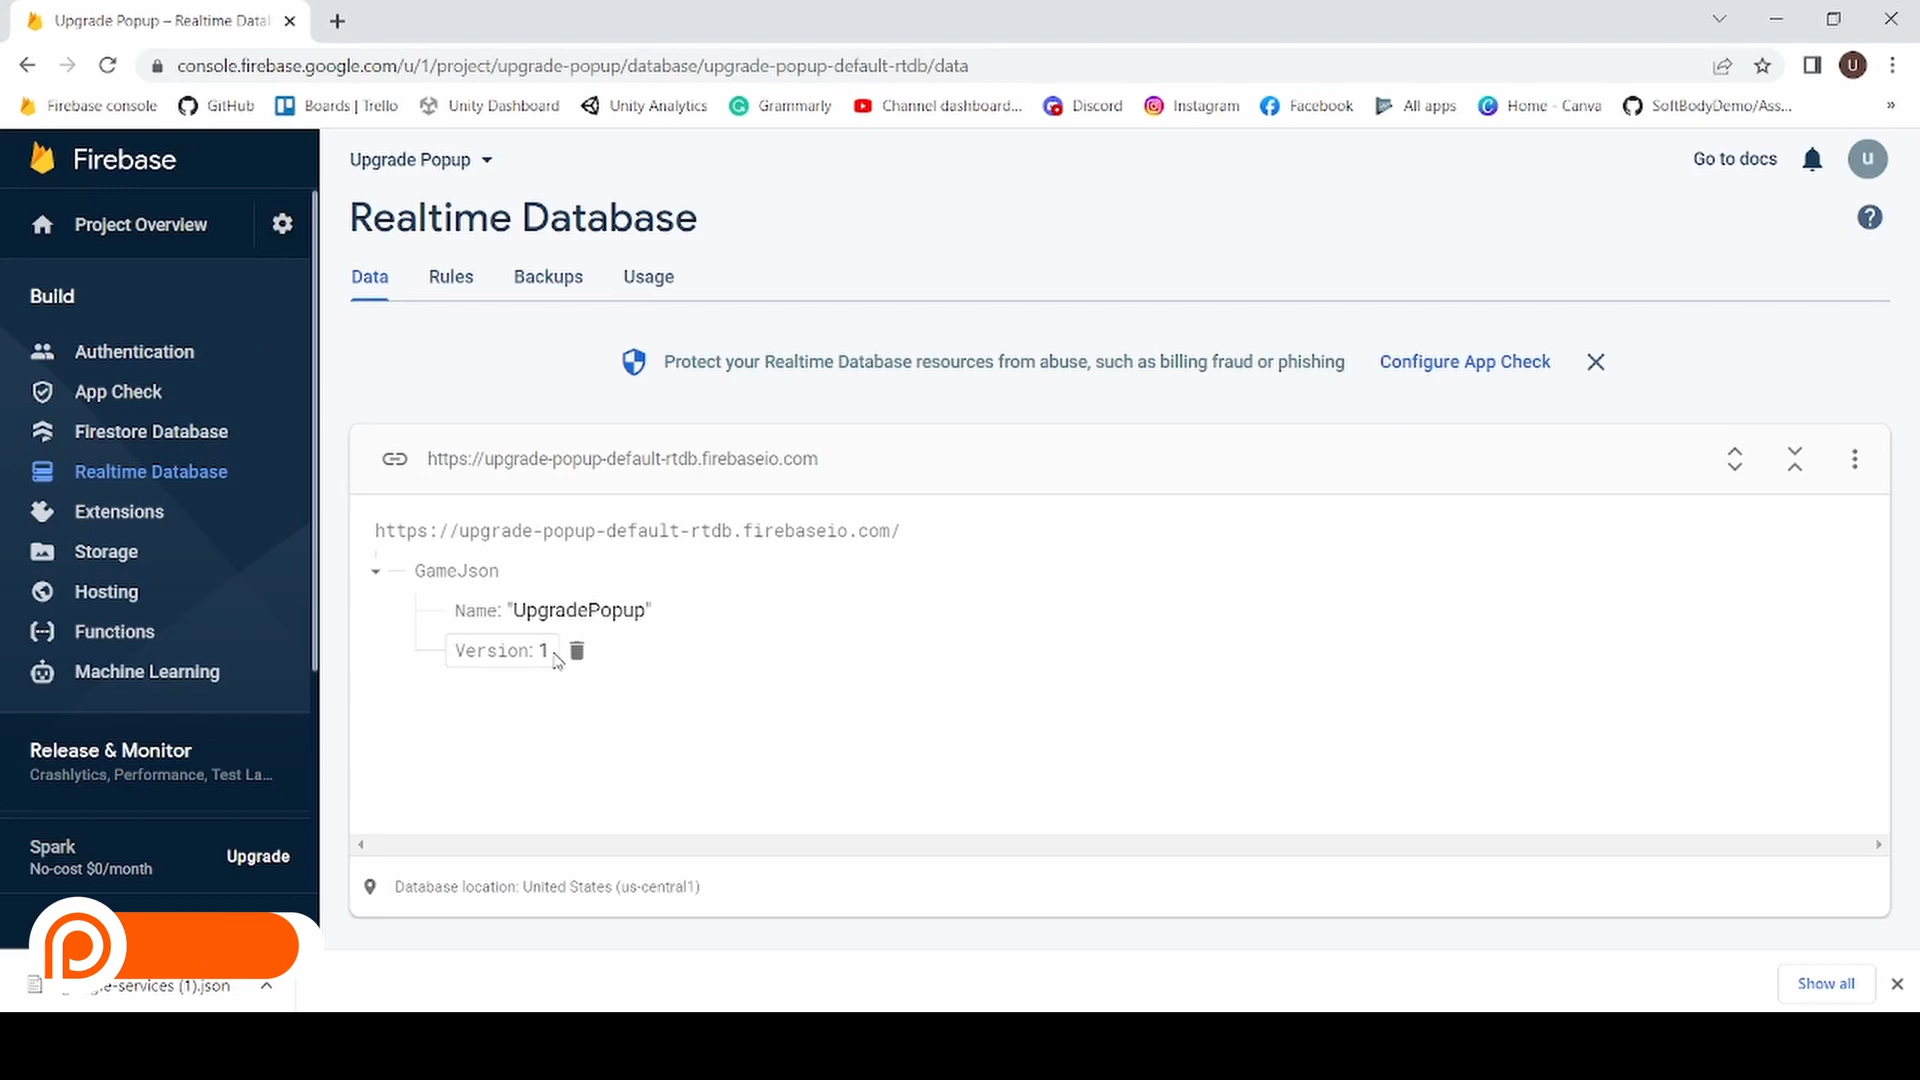 Upgrade Popup – Realtime Data
console.firebase.google.com/u/1/project/upgrade-popup/database/upgrade-popup-default-rtdb/data
Firebase console GitHub Boards | Trello Unity Dashboard Unity Analytics Grammarly Channel dashboard... Discord Instagram Facebook All apps Home - Canva SoftBodyDemo/Ass... »
Firebase
Project Overview
Build
Authentication
App Check
Firestore Database
Realtime Database
Extensions
Storage
Hosting
Functions
Machine Learning
Release & Monitor
Crashlytics, Performance, Test La...
Spark
No-cost $0/month
Upgrade
Upgrade Popup
Go to docs
Realtime Database
Data Rules Backups Usage
Protect your Realtime Database resources from abuse, such as billing fraud or phishing Configure App Check
https://upgrade-popup-default-rtdb.firebaseio.com
https://upgrade-popup-default-rtdb.firebaseio.com/
GameJson
Name: "UpgradePopup"
Version: 1
Database location: United States (us-central1)
-services (1).json
Show all